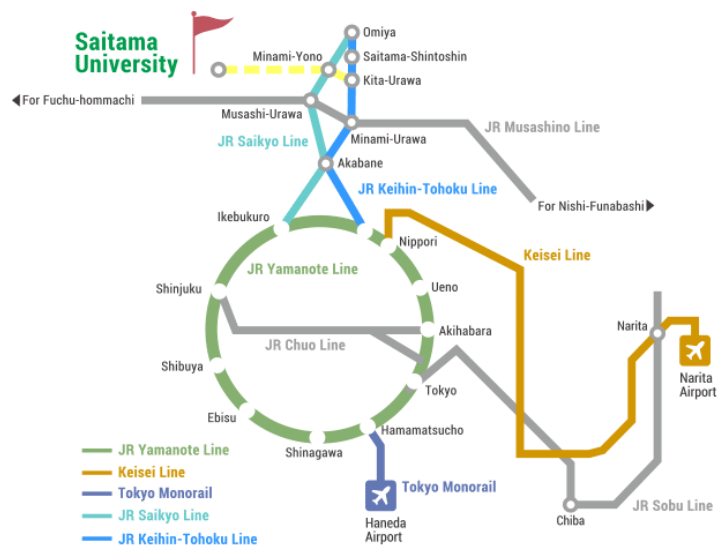 Omiya
Saitama
University
Minami-Yono
Saitama-Shintoshin
Kita-Urawa
For Fuchu-hommachi
Musashi-Urawa
JR Musashino Line
JR Saikyo Line
Minami-Urawa
Akabane
JR Keihin-Tohoku Line
For Nishi-Funabashi
Ikebukuro
Nippori
Keisei Line
JR Yamanote Line
Shinjuku
Ueno
JR Chuo Line
Akihabara
Narita
Shibuya
Tokyo
Narita
Airport
Ebisu
Hamamatsucho
Shinagawa
JR Yamanote Line
Keisei Line
Tokyo Monorail
JR Saikyo Line
JR Keihin-Tohoku Line
Tokyo Monorail
Haneda
Airport
Chiba
JR Sobu Line